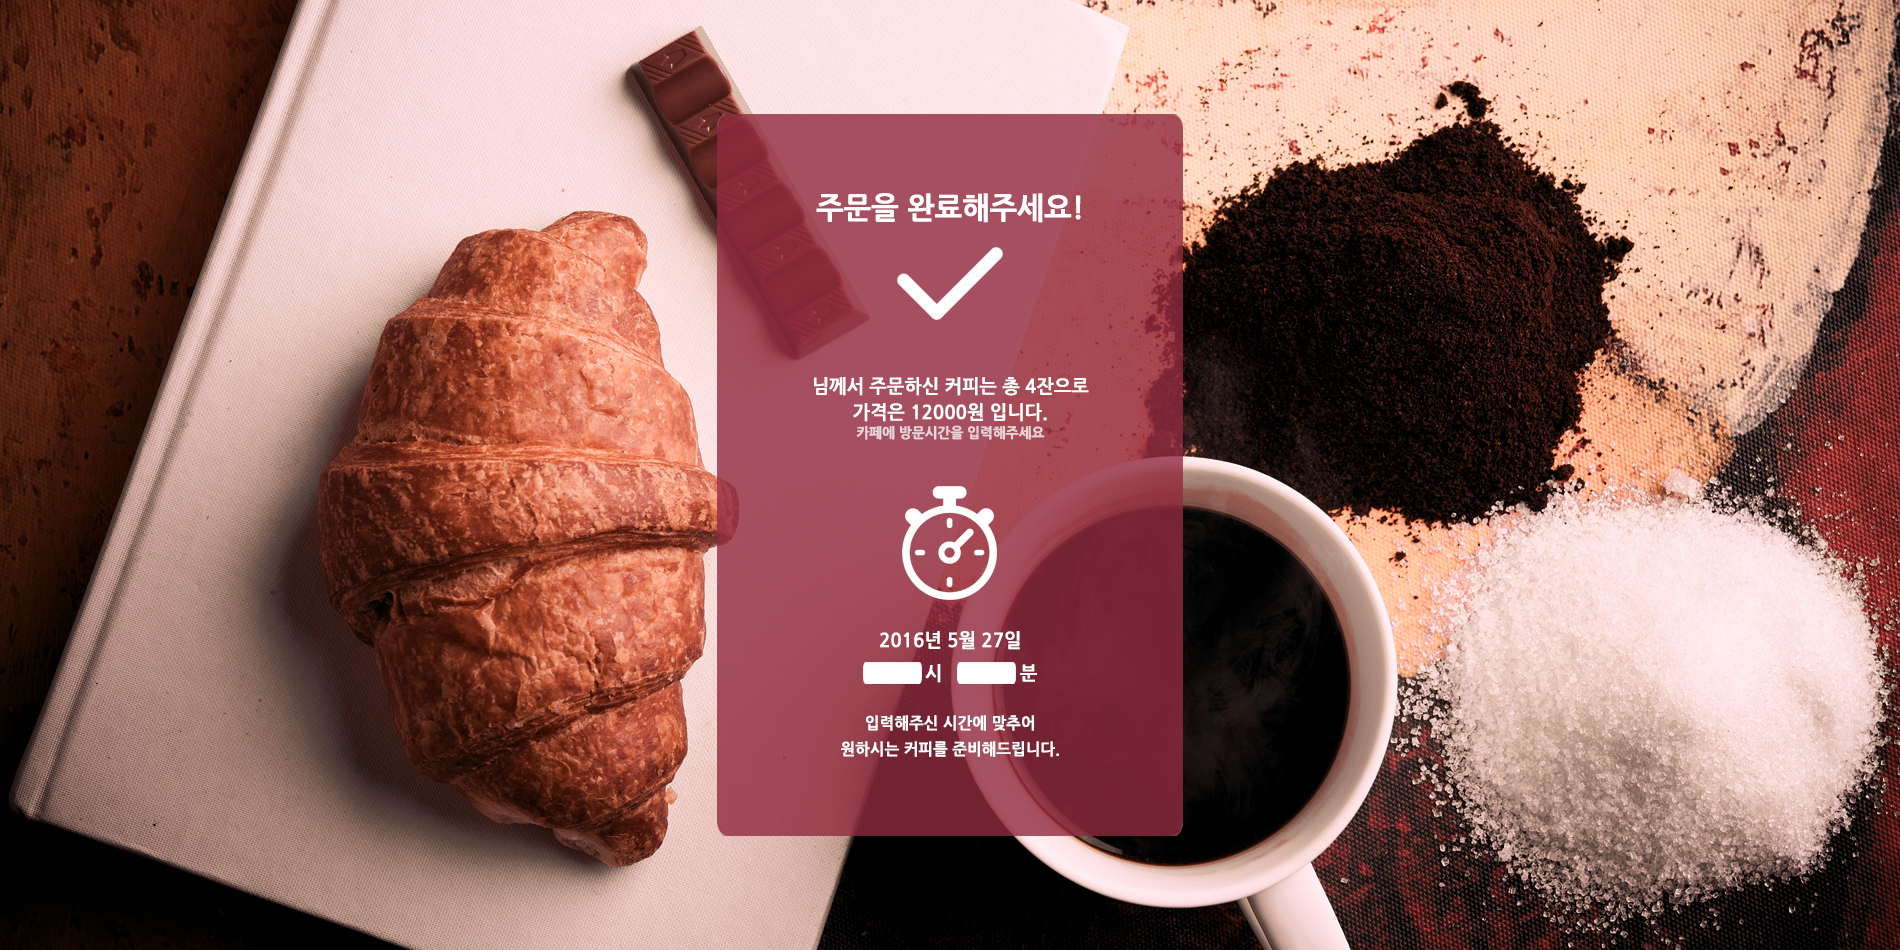 주문을 완료해주세요!
님께서 주문하신 커피는 총 4잔으로
가격은 12000원 입니다.
카페에 방문시간을 입력해주세요
2016년 5월 27일
시 분
입력해주신 시간에 맞추어
원하시는 커피를 준비해드립니다.